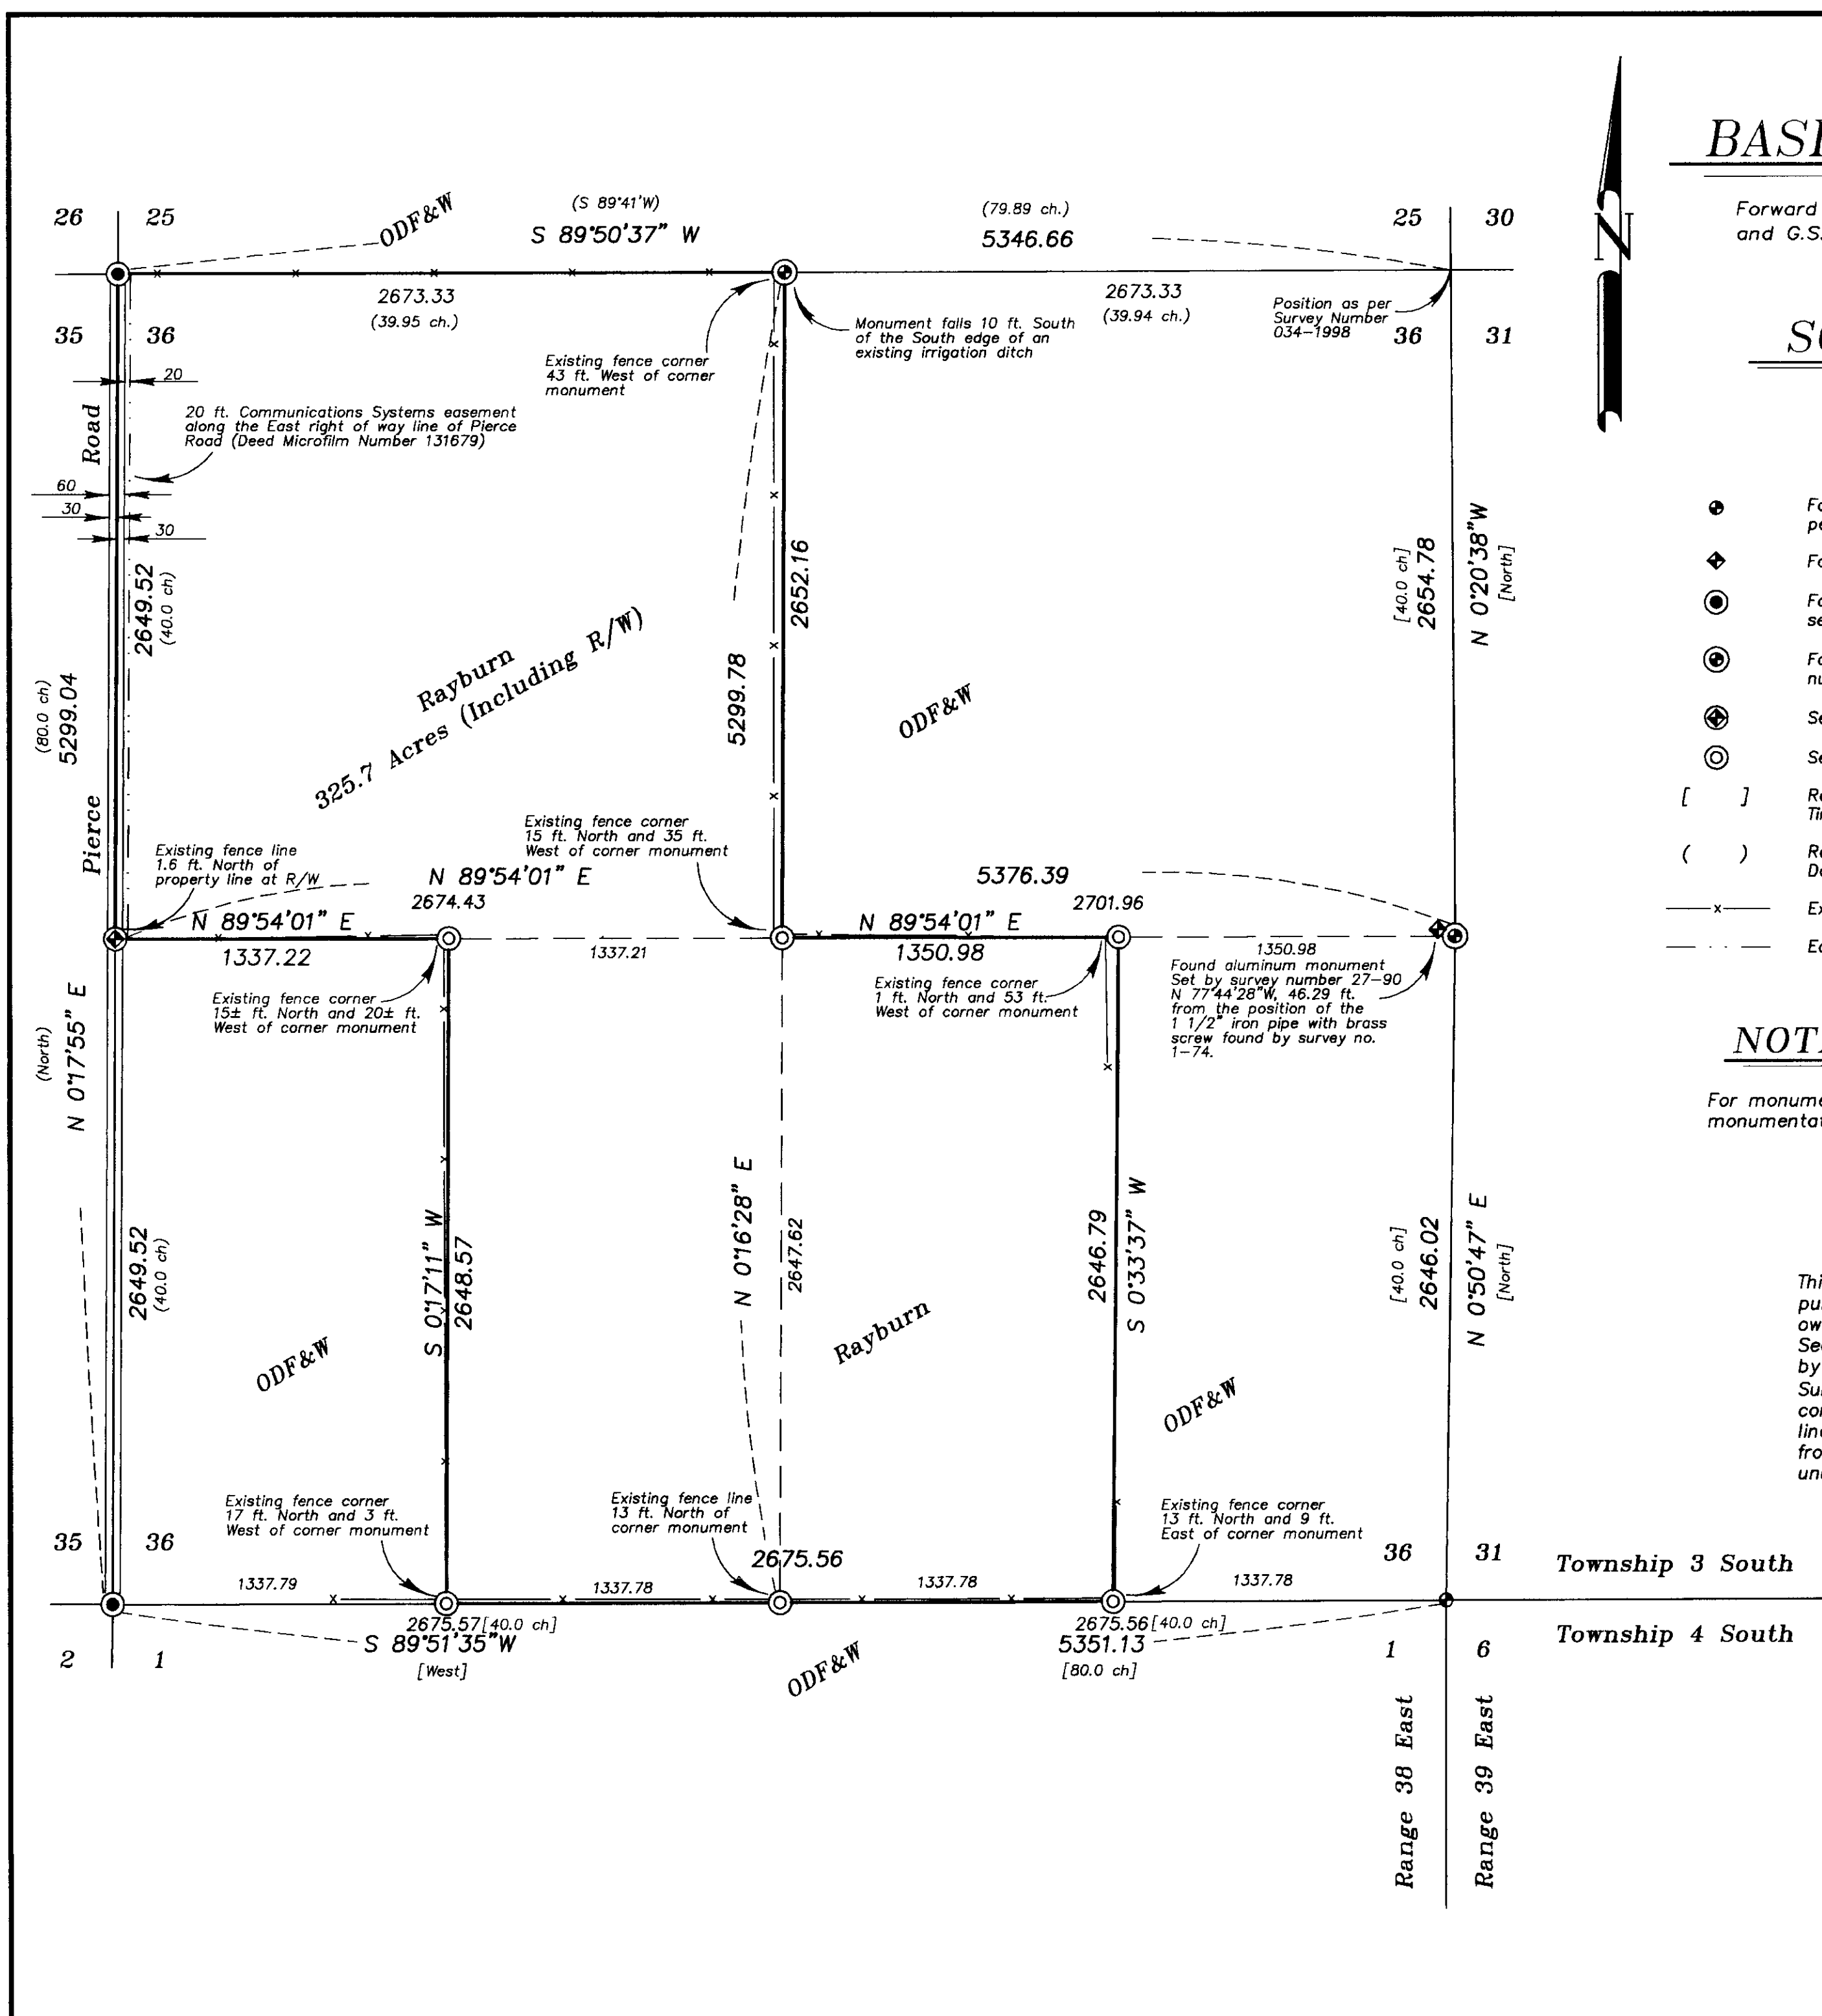 BASI
Forward
and G.S.
N
(S 89°41'W)
(79.89 ch.)
26 25
ODF&W
S 89°50'37" W
5346.66
25 30
2673.33
(39.95 ch.)
2673.33
(39.94 ch.)
35 36
Position as per
Survey Number
034-1998
36 31
Monument falls 10 ft. South
of the South edge of an
existing irrigation ditch
Existing fence corner
43 ft. West of corner
monument
20
20 ft. Communications Systems easement
along the East right of way line of Pierce
Road (Deed Microfilm Number 131679)
Road
60
30
30
2649.52
(40.0 ch)
2652.16
[40.0 ch]
2654.78
N 0°20'38"W
[North]
(80.0 ch)
5299.04
Rayburn
325.7 Acres (Including R/W)
5299.78
ODF&W
Pierce
Existing fence line
1.6 ft. North of
property line at R/W
Existing fence corner
15 ft. North and 35 ft.
West of corner monument
N 89°54'01" E
2674.43
5376.39
2701.96
N 89°54'01" E
1337.22
1337.21
N 89°54'01" E
1350.98
1350.98
Existing fence corner
15± ft. North and 20± ft.
West of corner monument
Existing fence corner
1 ft. North and 53 ft.
West of corner monument
Found aluminum monument
Set by survey number 27-90
N 77°44'28"W, 46.29 ft.
from the position of the
1 1/2" iron pipe with brass
screw found by survey no.
1-74.
(North)
N 0°17'55" E
2649.52
(40.0 ch)
S 0°17'11" W
2648.57
N 0°16'28" E
2647.62
2646.79
S 0°33'37" W
[40.0 ch]
2646.02
N 0°50'47" E
[North]
ODF&W
Rayburn
ODF&W
Existing fence corner
17 ft. North and 3 ft.
West of corner monument
Existing fence line
13 ft. North of
corner monument
Existing fence corner
13 ft. North and 9 ft.
East of corner monument
35 36
2675.56
36 31
1337.79
1337.78
1337.78
1337.78
Township 3 South
2675.57[40.0 ch]
S 89°51'35"W
[West]
2675.56[40.0 ch]
5351.13
[80.0 ch]
Township 4 South
2 1
ODF&W
1 6
Range 38 East
Range 39 East
[ ]
( )
NOT
For monume
monumentat
Thi
pu
ow
Se
by
Su
co
lin
fro
un